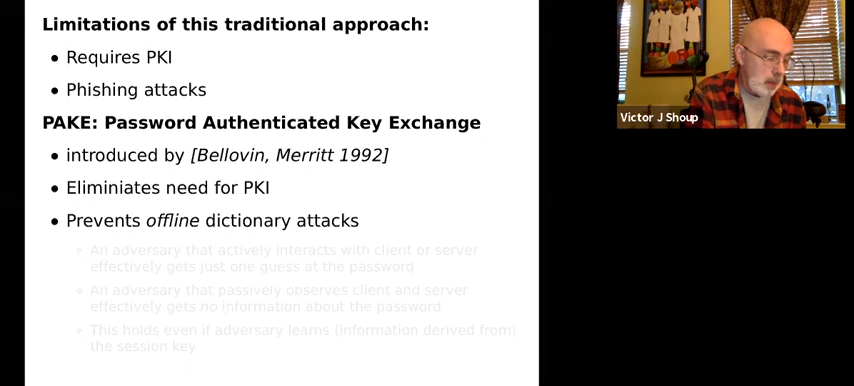 Limitations of this traditional approach:
• Requires PKI
• Phishing attacks
PAKE: Password Authenticated Key Exchange
• introduced by [Bellovin, Merritt 1992]
• Eliminiates need for PKI
• Prevents offline dictionary attacks
◦ An adversary that actively interacts with client or server
effectively gets just one guess at the password
◦ An adversary that passively observes client and server
effectively gets no information about the password
◦ This holds even if adversary learns (information derived from)
the session key
Victor J Shoup